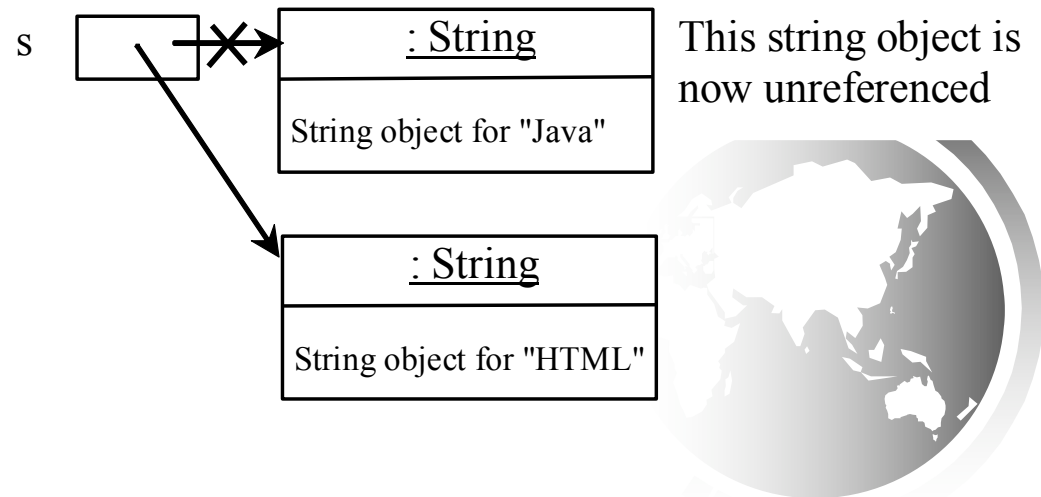 s
: String
This string object is
now unreferenced
String object for "Java"
: String
String object for "HTML"